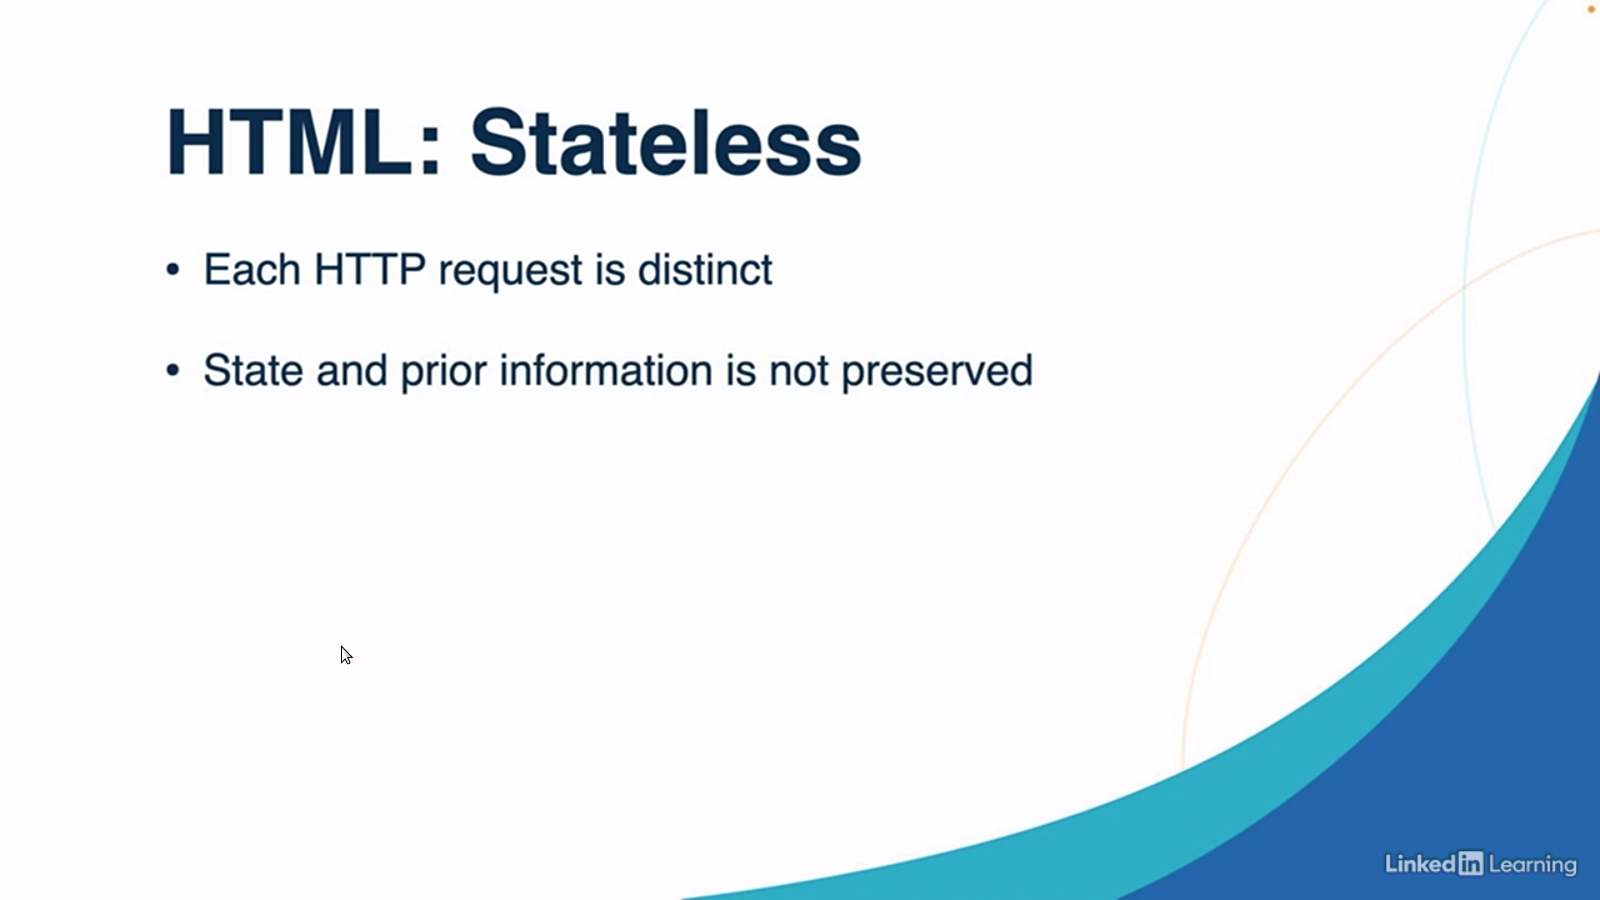 HTML: Stateless
• Each HTTP request is distinct
• State and prior information is not preserved
Linked in Learning